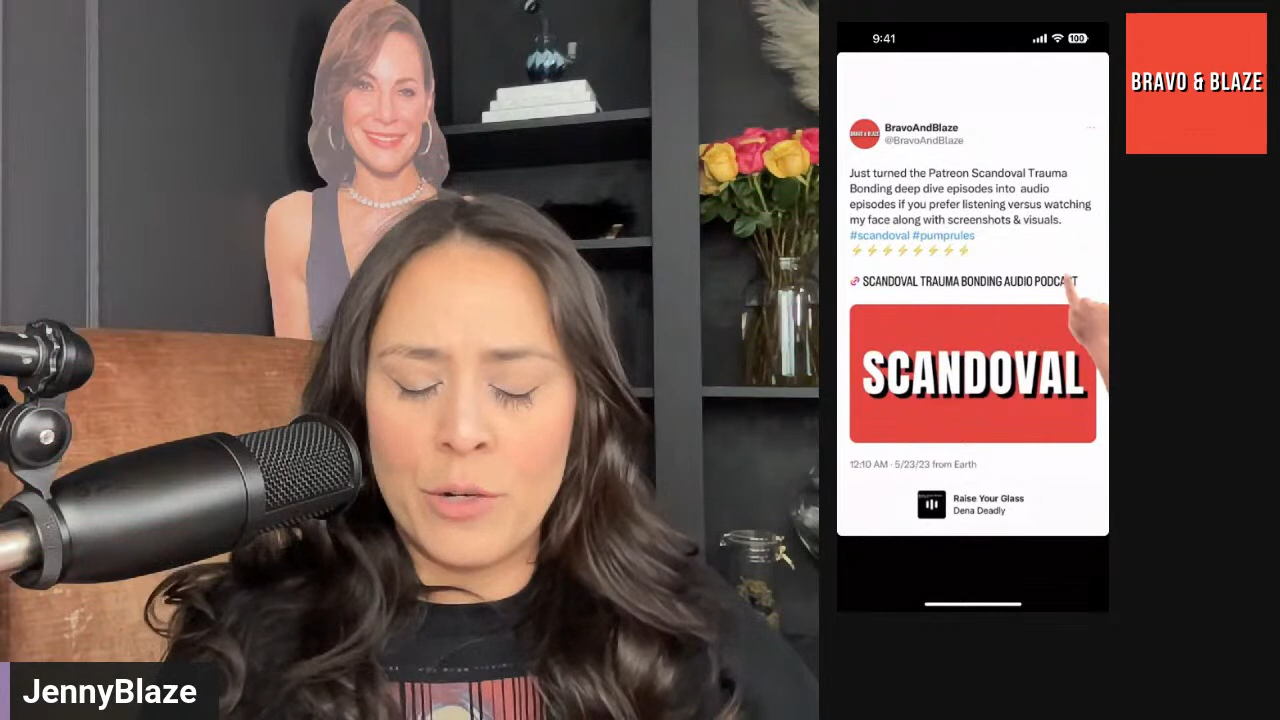 JennyBlaze
9:41
100
BravoAndBlaze
@BravoAndBlaze
Just turned the Patreon Scandoval Trauma
Bonding deep dive episodes into audio
episodes if you prefer listening versus watching
my face along with screenshots & visuals.
#scandoval #pumprules
SCANDOVAL TRAUMA BONDING AUDIO PODCAST
SCANDOVAL
12:10 AM · 5/23/23 from Earth
Raise Your Glass
Dena Deadly
BRAVO & BLAZE